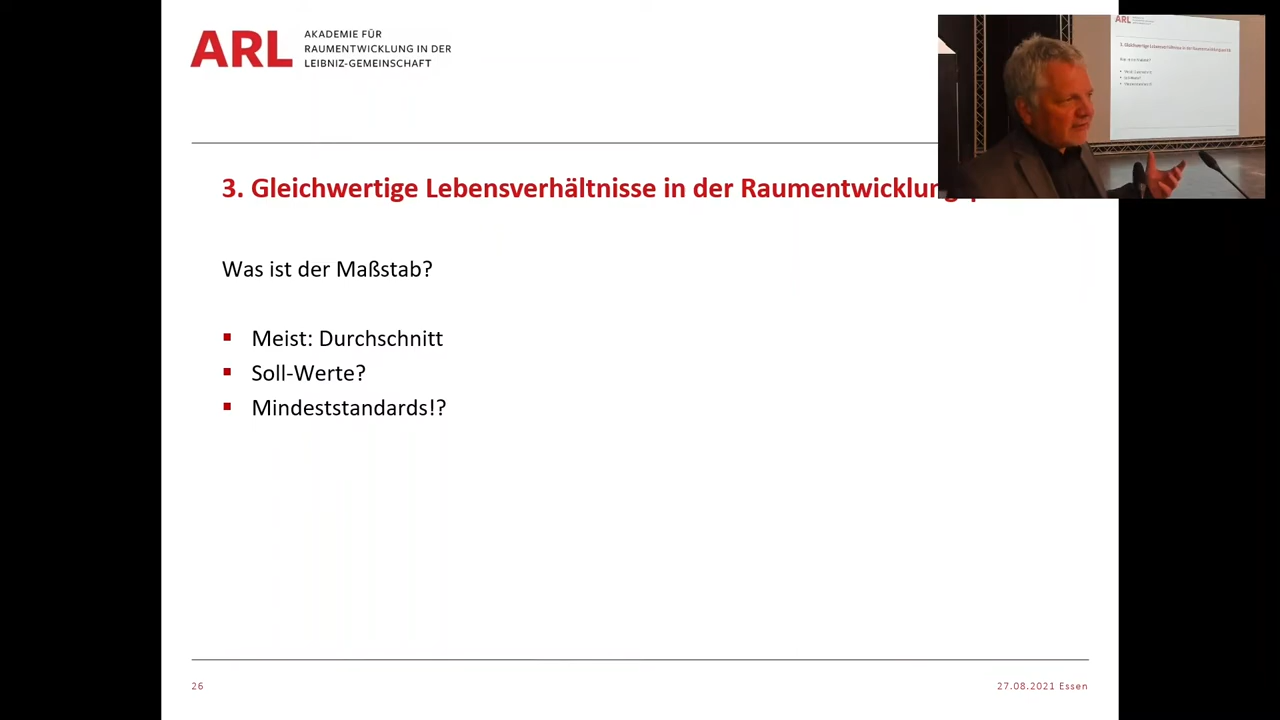 ARL
AKADEMIE FÜR
RAUMENTWICKLUNG IN DER
LEIBNIZ-GEMEINSCHAFT
3. Gleichwertige Lebensverhältnisse in der
Was ist der Maßstab?
Meist: Durchschnitt
Soll-Werte?
Mindeststandards!?
26
27.08.2021 Essen